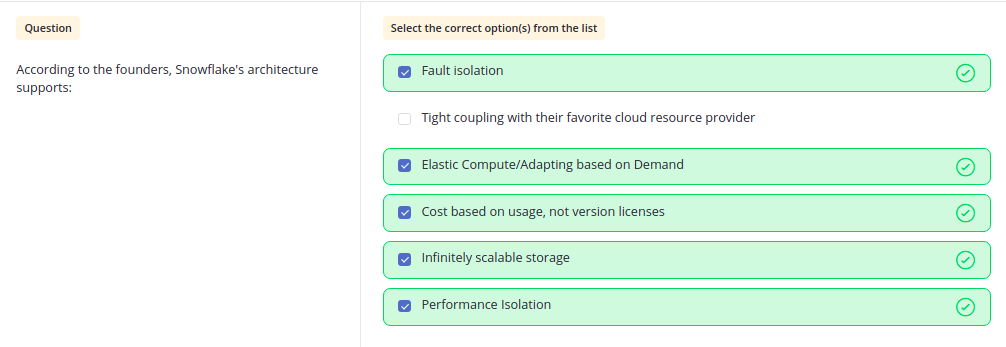 Question
Select the correct option(s) from the list
According to the founders, Snowflake's architecture
supports:
Fault isolation
Tight coupling with their favorite cloud resource provider
Elastic Compute/Adapting based on Demand
Cost based on usage, not version licenses
Infinitely scalable storage
Performance Isolation